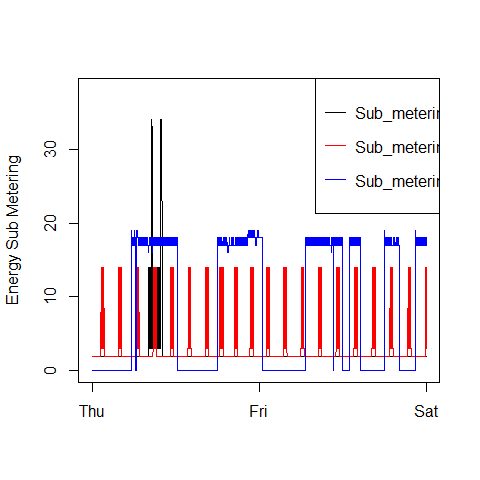 Sub_meterin
Sub_meterin
Sub_meterin
Energy Sub Metering
30
20
10
0
Thu Fri Sat